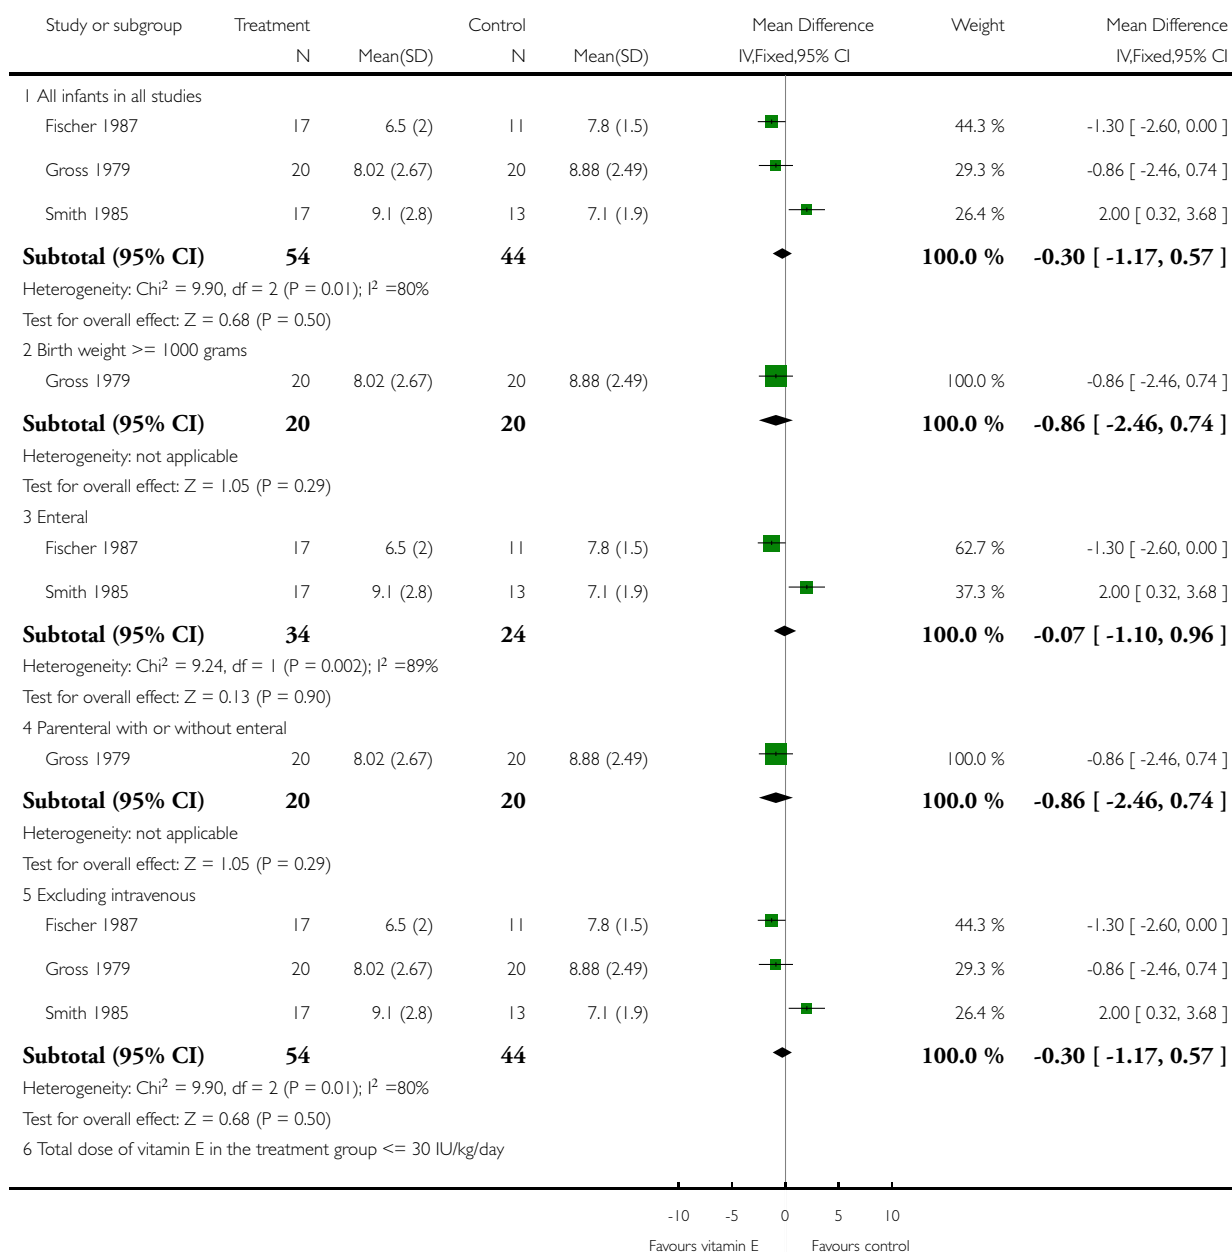 Study or subgroup Treatment Control Mean Difference Weight Mean Difference
N Mean(SD) N Mean(SD) IV,Fixed,95% CI IV,Fixed,95% CI
1 All infants in all studies
Fischer 1987 17 6.5 (2) 11 7.8 (1.5) 44.3 % -1.30 [ -2.60, 0.00 ]
Gross 1979 20 8.02 (2.67) 20 8.88 (2.49) 29.3 % -0.86 [ -2.46, 0.74 ]
Smith 1985 17 9.1 (2.8) 13 7.1 (1.9) 26.4 % 2.00 [ 0.32, 3.68 ]
Subtotal (95% CI) 54 44 100.0 % -0.30 [ -1.17, 0.57 ]
Heterogeneity: Chi² = 9.90, df = 2 (P = 0.01); I² =80%
Test for overall effect: Z = 0.68 (P = 0.50)
2 Birth weight >= 1000 grams
Gross 1979 20 8.02 (2.67) 20 8.88 (2.49) 100.0 % -0.86 [ -2.46, 0.74 ]
Subtotal (95% CI) 20 20 100.0 % -0.86 [ -2.46, 0.74 ]
Heterogeneity: not applicable
Test for overall effect: Z = 1.05 (P = 0.29)
3 Enteral
Fischer 1987 17 6.5 (2) 11 7.8 (1.5) 62.7 % -1.30 [ -2.60, 0.00 ]
Smith 1985 17 9.1 (2.8) 13 7.1 (1.9) 37.3 % 2.00 [ 0.32, 3.68 ]
Subtotal (95% CI) 34 24 100.0 % -0.07 [ -1.10, 0.96 ]
Heterogeneity: Chi² = 9.24, df = 1 (P = 0.002); I² =89%
Test for overall effect: Z = 0.13 (P = 0.90)
4 Parenteral with or without enteral
Gross 1979 20 8.02 (2.67) 20 8.88 (2.49) 100.0 % -0.86 [ -2.46, 0.74 ]
Subtotal (95% CI) 20 20 100.0 % -0.86 [ -2.46, 0.74 ]
Heterogeneity: not applicable
Test for overall effect: Z = 1.05 (P = 0.29)
5 Excluding intravenous
Fischer 1987 17 6.5 (2) 11 7.8 (1.5) 44.3 % -1.30 [ -2.60, 0.00 ]
Gross 1979 20 8.02 (2.67) 20 8.88 (2.49) 29.3 % -0.86 [ -2.46, 0.74 ]
Smith 1985 17 9.1 (2.8) 13 7.1 (1.9) 26.4 % 2.00 [ 0.32, 3.68 ]
Subtotal (95% CI) 54 44 100.0 % -0.30 [ -1.17, 0.57 ]
Heterogeneity: Chi² = 9.90, df = 2 (P = 0.01); I² =80%
Test for overall effect: Z = 0.68 (P = 0.50)
6 Total dose of vitamin E in the treatment group <= 30 IU/kg/day
-10 -5 0 5 10
Favours vitamin E Favours control